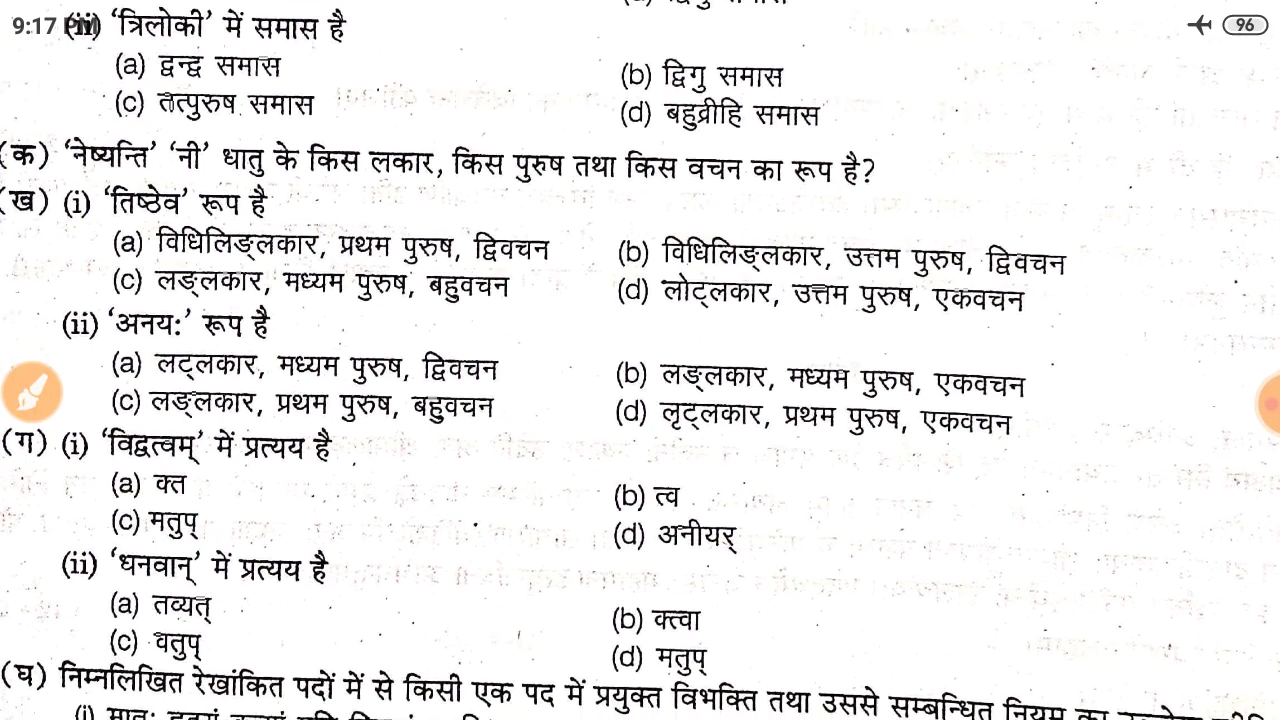 9:17 PM 96
(ii) ‘त्रिलोकी’ में समास है
(a) द्वन्द्व समास (b) द्विगु समास
(c) तत्पुरुष समास (d) बहुव्रीहि समास
(क) ‘नेष्यन्ति’ ‘नी’ धातु के किस लकार, किस पुरुष तथा किस वचन का रूप है?
(ख) (i) ‘तिष्ठेव’ रूप है
(a) विधिलिङ्लकार, प्रथम पुरुष, द्विवचन (b) विधिलिङ्लकार, उत्तम पुरुष, द्विवचन
(c) लङ्लकार, मध्यम पुरुष, बहुवचन (d) लोट्लकार, उत्तम पुरुष, एकवचन
(ii) ‘अनयः’ रूप है
(a) लट्लकार, मध्यम पुरुष, द्विवचन (b) लङ्लकार, मध्यम पुरुष, एकवचन
(c) लङ्लकार, प्रथम पुरुष, बहुवचन (d) लृट्लकार, प्रथम पुरुष, एकवचन
(ग) (i) ‘विद्वत्वम्’ में प्रत्यय है
(a) क्त (b) त्व
(c) मतुप् (d) अनीयर्
(ii) ‘धनवान्’ में प्रत्यय है
(a) तव्यत् (b) क्त्वा
(c) वतुप् (d) मतुप्
(घ) निम्नलिखित रेखांकित पदों में से किसी एक पद में प्रयुक्त विभक्ति तथा उससे सम्बन्धित नियम का